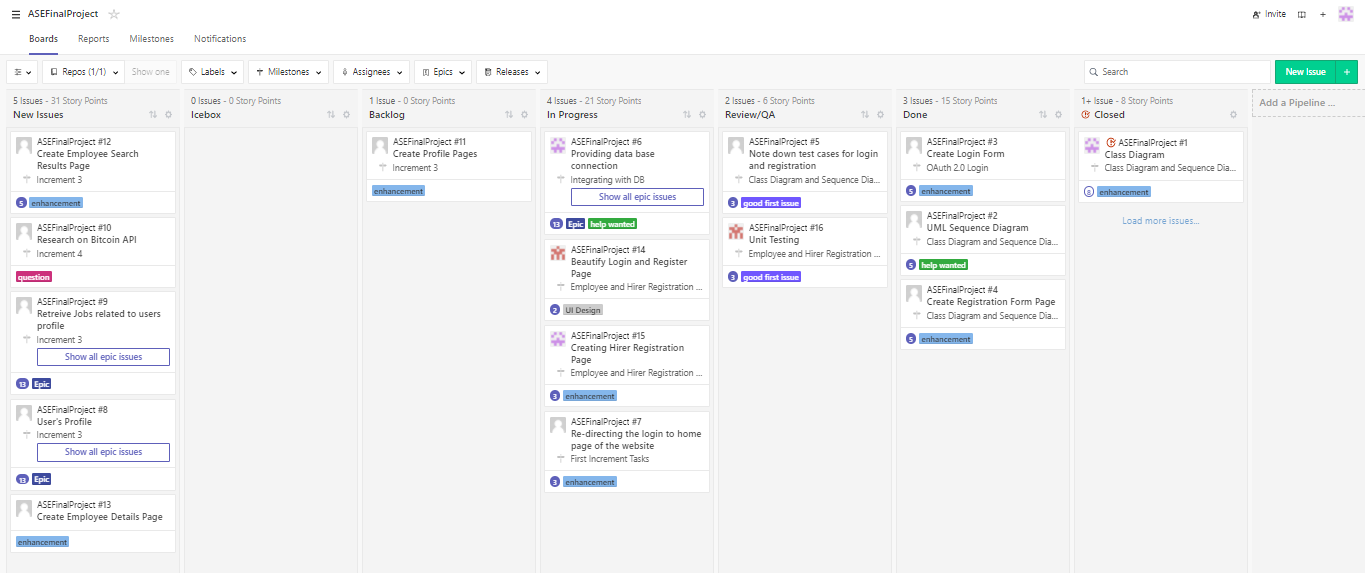 ASEFinalProject
Invite
Boards Reports Milestones Notifications
Repos (1/1) Show one Labels Milestones Assignees Epics Releases Search New Issue +
5 Issues - 31 Story Points
New Issues
ASEFinalProject #12
Create Employee Search
Results Page
Increment 3
5 enhancement
ASEFinalProject #10
Research on Bitcoin API
Increment 4
question
ASEFinalProject #9
Retreive Jobs related to users
profile
Increment 3
Show all epic issues
13 Epic
ASEFinalProject #8
User's Profile
Increment 3
Show all epic issues
13 Epic
ASEFinalProject #13
Create Employee Details Page
enhancement
0 Issues - 0 Story Points
Icebox
1 Issue - 0 Story Points
Backlog
ASEFinalProject #11
Create Profile Pages
Increment 3
enhancement
4 Issues - 21 Story Points
In Progress
ASEFinalProject #6
Providing data base
connection
Integrating with DB
Show all epic issues
13 Epic help wanted
ASEFinalProject #14
Beautify Login and Register
Page
Employee and Hirer Registration ...
2 UI Design
ASEFinalProject #15
Creating Hirer Registration
Page
Employee and Hirer Registration ...
3 enhancement
ASEFinalProject #7
Re-directing the login to home
page of the website
First Increment Tasks
3 enhancement
2 Issues - 6 Story Points
Review/QA
ASEFinalProject #5
Note down test cases for login
and registration
Class Diagram and Sequence Dia...
3 good first issue
ASEFinalProject #16
Unit Testing
Employee and Hirer Registration ...
3 good first issue
3 Issues - 15 Story Points
Done
ASEFinalProject #3
Create Login Form
OAuth 2.0 Login
5 enhancement
ASEFinalProject #2
UML Sequence Diagram
Class Diagram and Sequence Dia...
5 help wanted
ASEFinalProject #4
Create Registration Form Page
Class Diagram and Sequence Dia...
5 enhancement
1+ Issue - 8 Story Points
Closed
ASEFinalProject #1
Class Diagram
Class Diagram and Sequence Dia...
8 enhancement
Load more issues...
Add a Pipeline ...